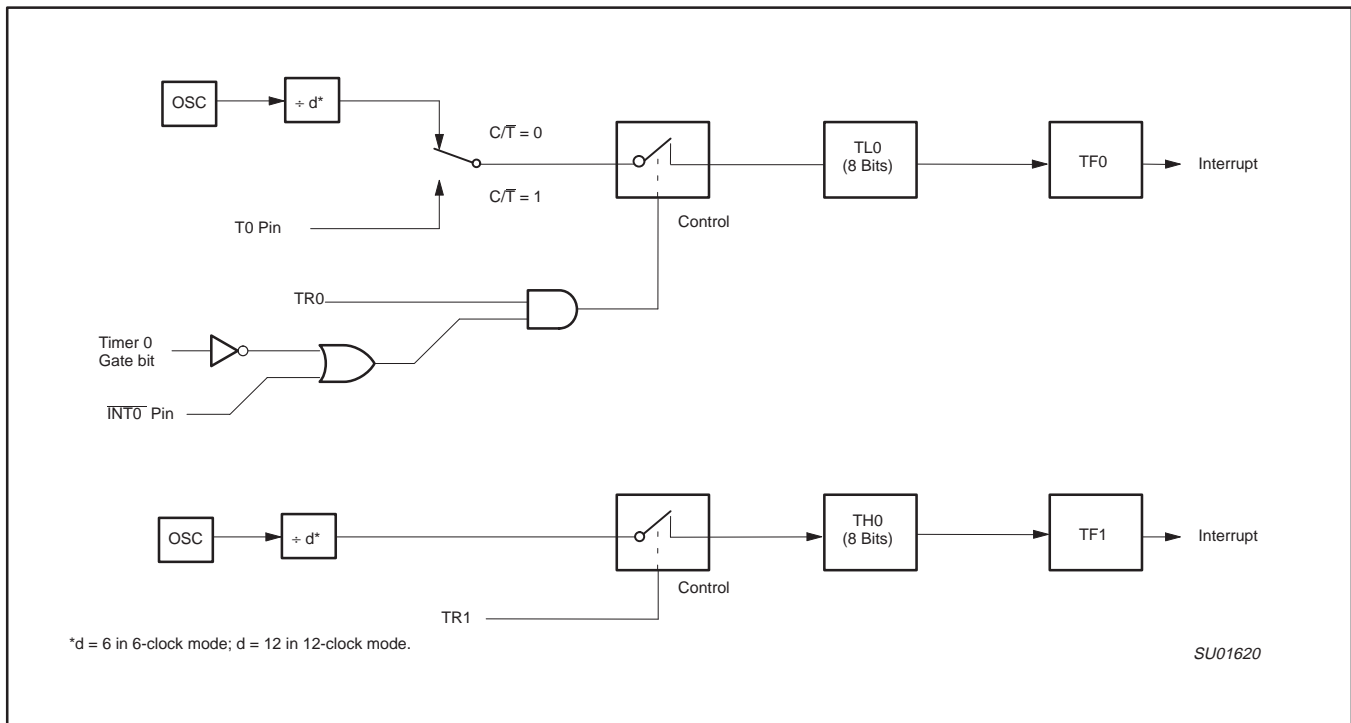 OSC
÷ d*
C/T̅ = 0
C/T̅ = 1
T0 Pin
Control
TL0
(8 Bits)
TF0
Interrupt
TR0
Timer 0
Gate bit
I̅N̅T̅0̅ Pin
OSC
÷ d*
Control
TH0
(8 Bits)
TF1
Interrupt
TR1
*d = 6 in 6-clock mode; d = 12 in 12-clock mode.
SU01620